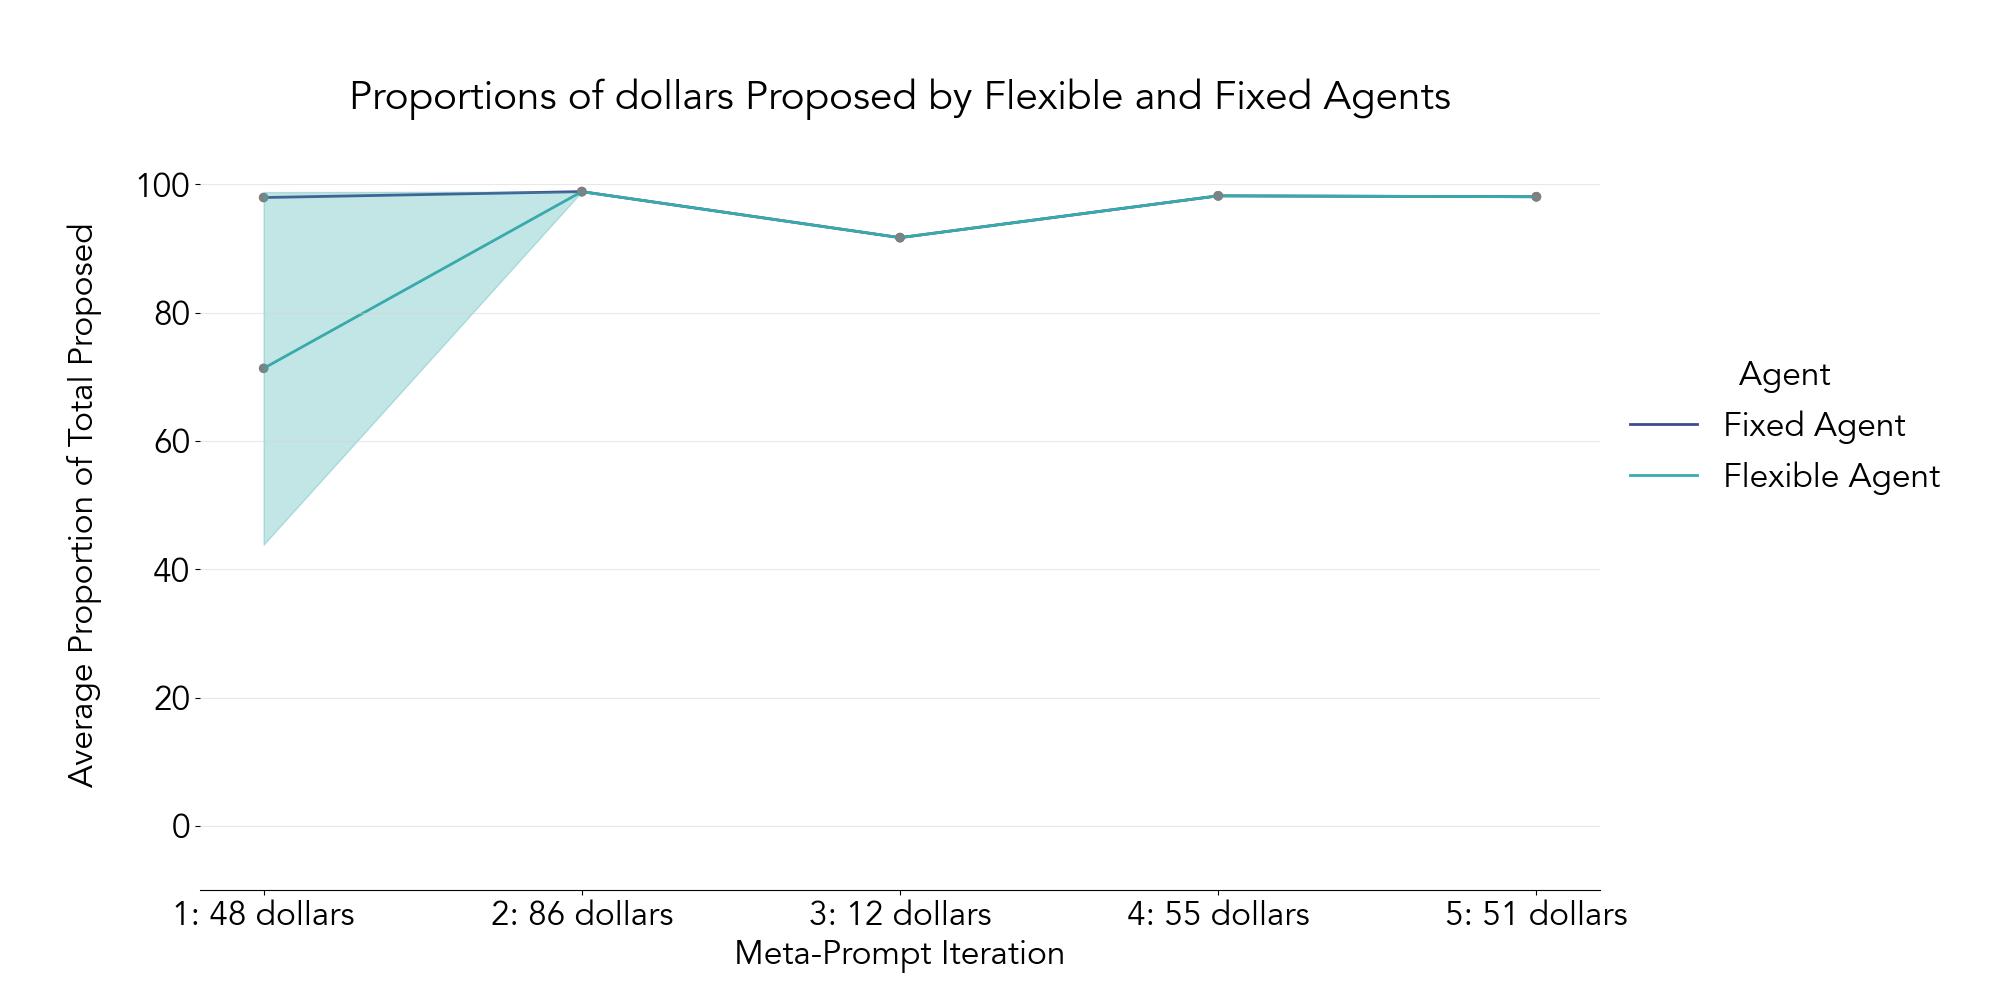 Proportions of dollars Proposed by Flexible and Fixed Agents
Average Proportion of Total Proposed
100
80
60
40
20
0
1: 48 dollars
2: 86 dollars
3: 12 dollars
4: 55 dollars
5: 51 dollars
Meta-Prompt Iteration
Agent
Fixed Agent
Flexible Agent